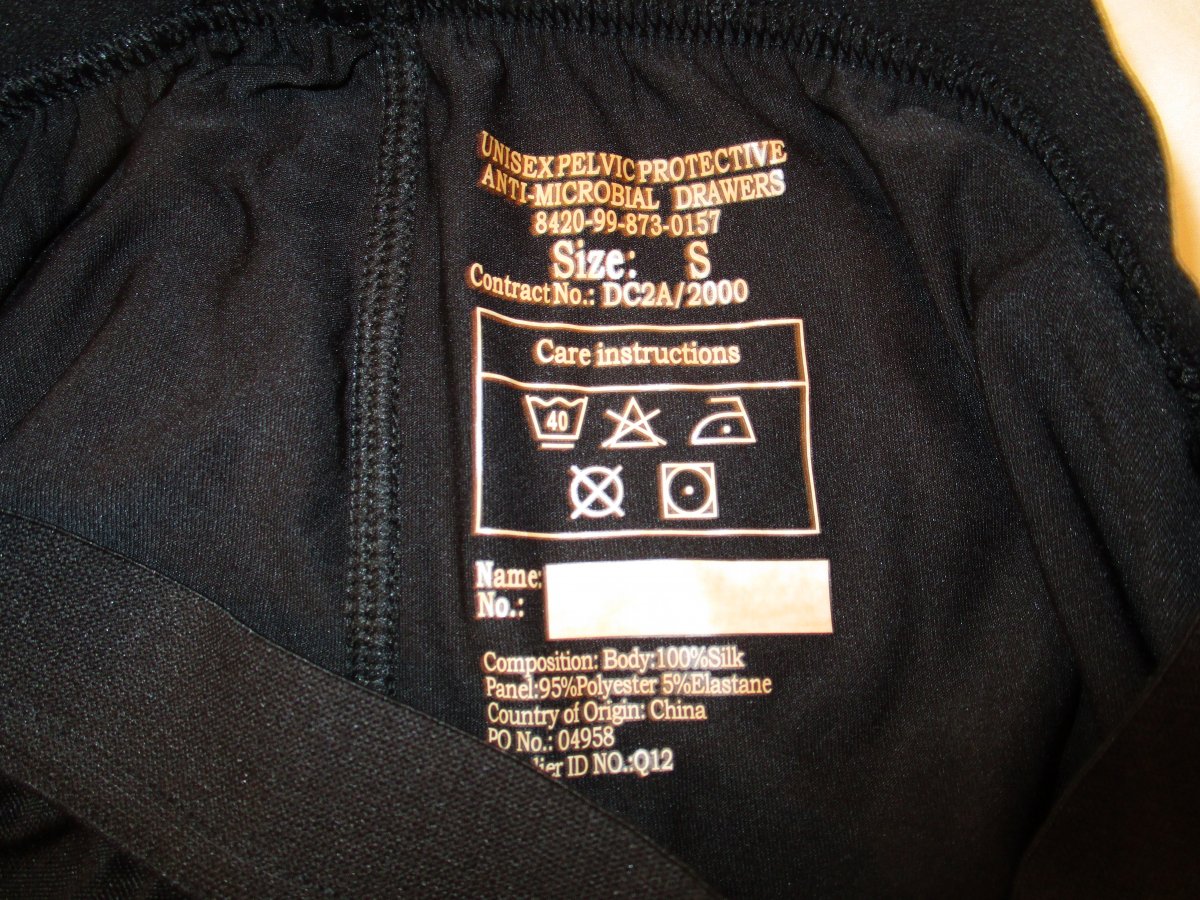 UNISEX PELVIC PROTECTIVE
ANTI-MICROBIAL DRAWERS
8420-99-873-0157
Size: S
Contract No.: DC2A/2000
Care instructions
40
Name:
No.:
Composition: Body:100%Silk
Panel:95%Polyester 5%Elastane
Country of Origin: China
PO No.: 04958
ID NO.:Q12